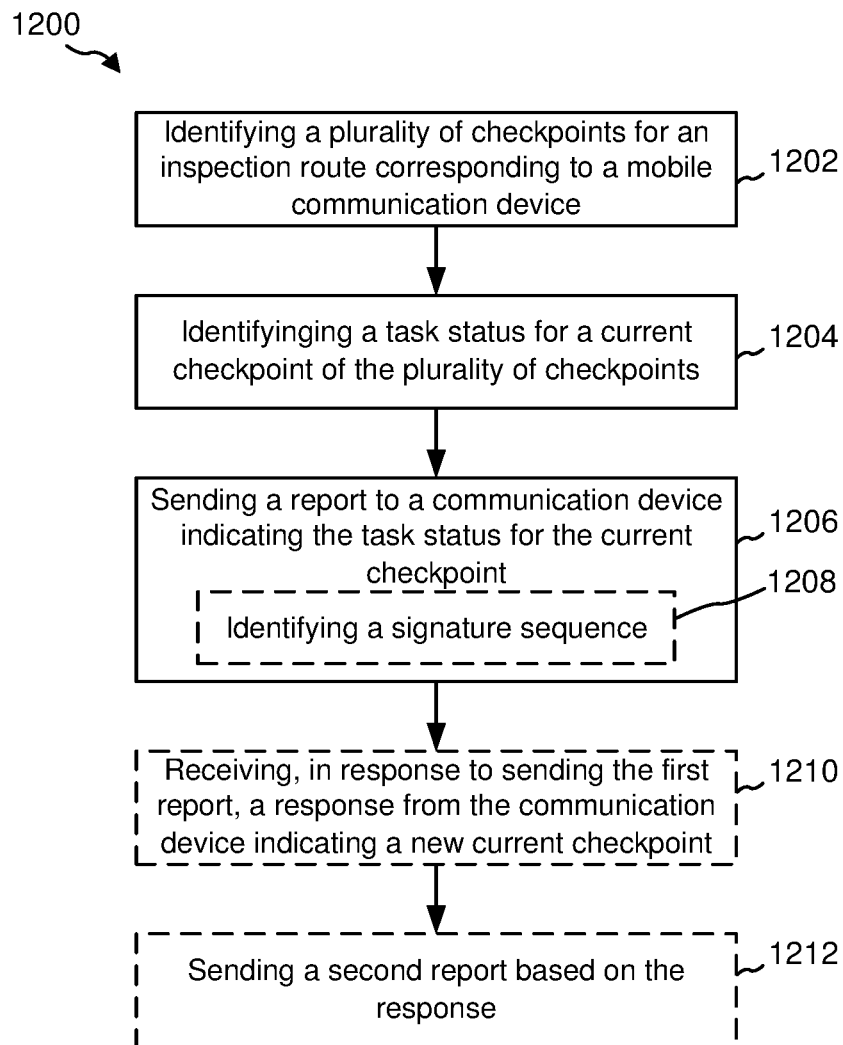 1200
Identifying a plurality of checkpoints for an
inspection route corresponding to a mobile
communication device
1202
Identifyinging a task status for a current
checkpoint of the plurality of checkpoints
1204
Sending a report to a communication device
indicating the task status for the current
checkpoint
1206
Identifying a signature sequence
1208
Receiving, in response to sending the first
report, a response from the communication
device indicating a new current checkpoint
1210
Sending a second report based on the
response
1212